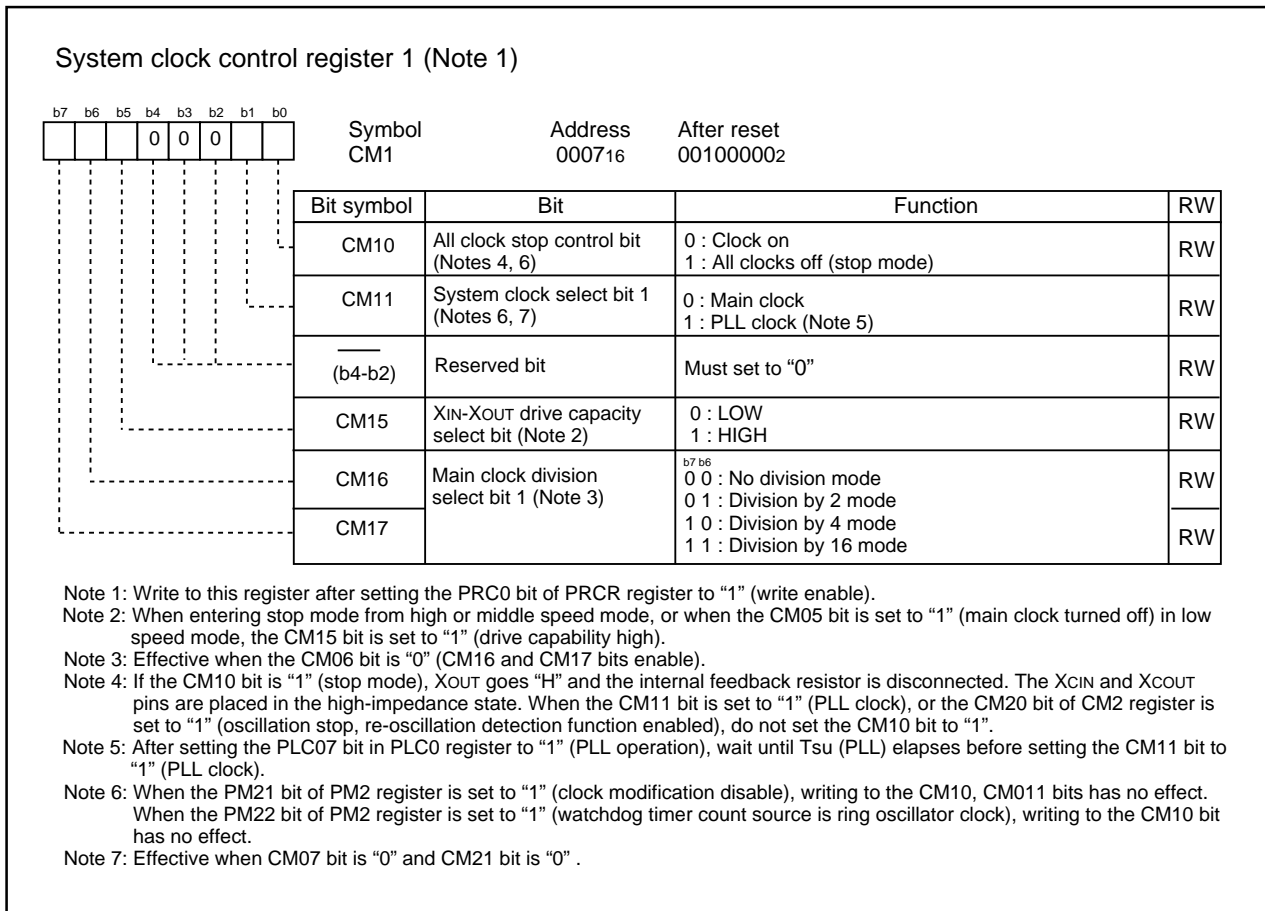 System clock control register 1 (Note 1)
b7 b6 b5 b4 b3 b2 b1 b0
0 0 0
Symbol Address After reset
CM1 000716 001000002
Bit symbol Bit Function RW
CM10 All clock stop control bit (Notes 4, 6) 0 : Clock on RW
1 : All clocks off (stop mode)
CM11 System clock select bit 1 (Notes 6, 7) 0 : Main clock RW
1 : PLL clock (Note 5)
(b4-b2) Reserved bit Must set to “0” RW
CM15 XIN-XOUT drive capacity select bit (Note 2) 0 : LOW RW
1 : HIGH
CM16 Main clock division select bit 1 (Note 3) b7 b6 RW
0 0 : No division mode
0 1 : Division by 2 mode
CM17 1 0 : Division by 4 mode RW
1 1 : Division by 16 mode
Note 1: Write to this register after setting the PRC0 bit of PRCR register to “1” (write enable).
Note 2: When entering stop mode from high or middle speed mode, or when the CM05 bit is set to “1” (main clock turned off) in low
speed mode, the CM15 bit is set to “1” (drive capability high).
Note 3: Effective when the CM06 bit is “0” (CM16 and CM17 bits enable).
Note 4: If the CM10 bit is “1” (stop mode), XOUT goes “H” and the internal feedback resistor is disconnected. The XCIN and XCOUT
pins are placed in the high-impedance state. When the CM11 bit is set to “1” (PLL clock), or the CM20 bit of CM2 register is
set to “1” (oscillation stop, re-oscillation detection function enabled), do not set the CM10 bit to “1”.
Note 5: After setting the PLC07 bit in PLC0 register to “1” (PLL operation), wait until Tsu (PLL) elapses before setting the CM11 bit to
“1” (PLL clock).
Note 6: When the PM21 bit of PM2 register is set to “1” (clock modification disable), writing to the CM10, CM011 bits has no effect.
When the PM22 bit of PM2 register is set to “1” (watchdog timer count source is ring oscillator clock), writing to the CM10 bit
has no effect.
Note 7: Effective when CM07 bit is “0” and CM21 bit is “0” .